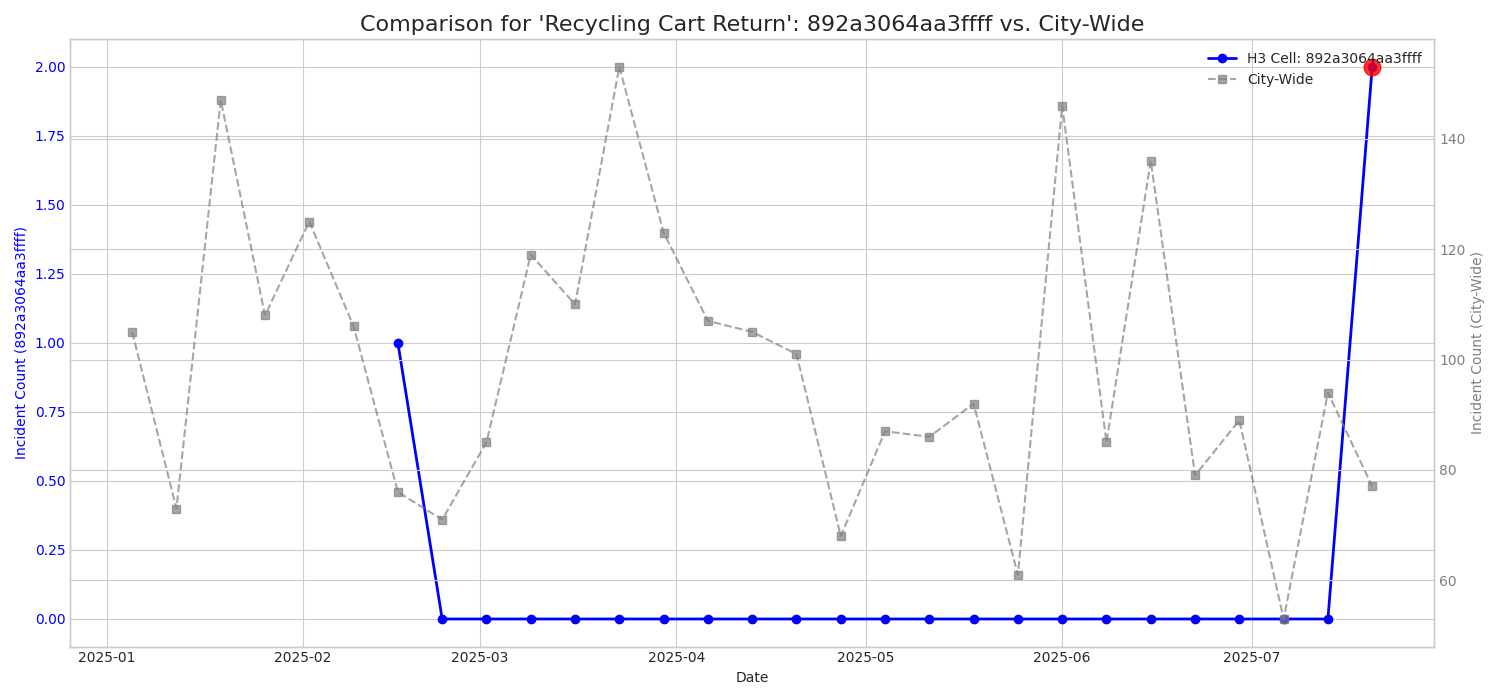 Comparison for 'Recycling Cart Return': 892a3064aa3ffff vs. City-Wide
H3 Cell: 892a3064aa3ffff
City-Wide
Incident Count (892a3064aa3ffff)
2.00
1.75
1.50
1.25
1.00
0.75
0.50
0.25
0.00
140
120
100
80
60
Incident Count (City-Wide)
2025-01 2025-02 2025-03 2025-04 2025-05 2025-06 2025-07
Date